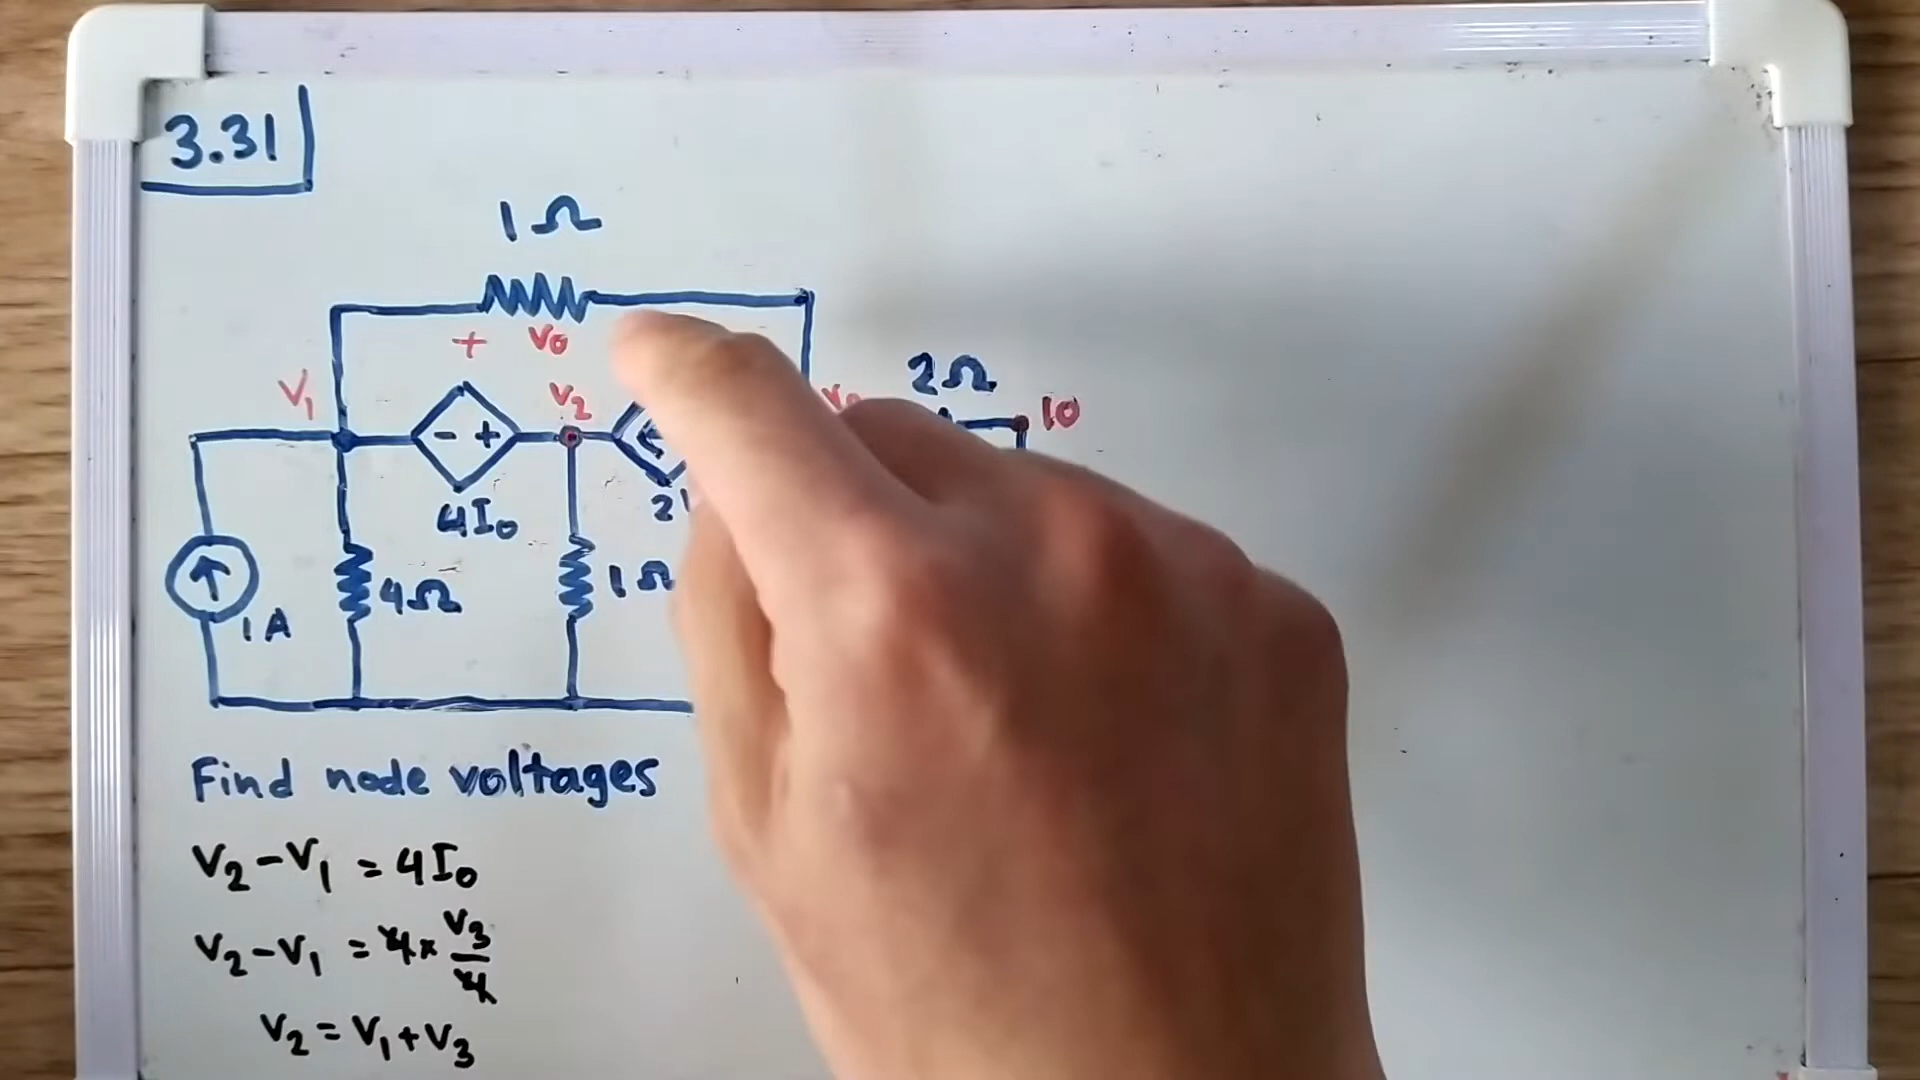 3.31
1Ω
+ V0
2Ω
V1
V2
10
- +
4I0
4Ω
1Ω
1A
Find node voltages
V2-V1 = 4I0
V2-V1 = 4× V3/4
V2 = V1+V3